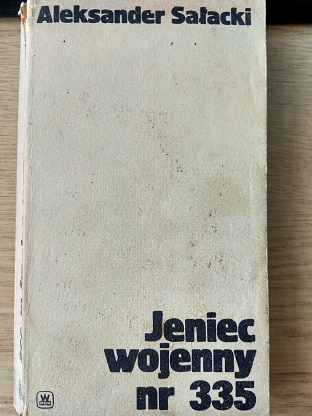 Aleksander Sałacki
Jeniec
wojenny
nr 335